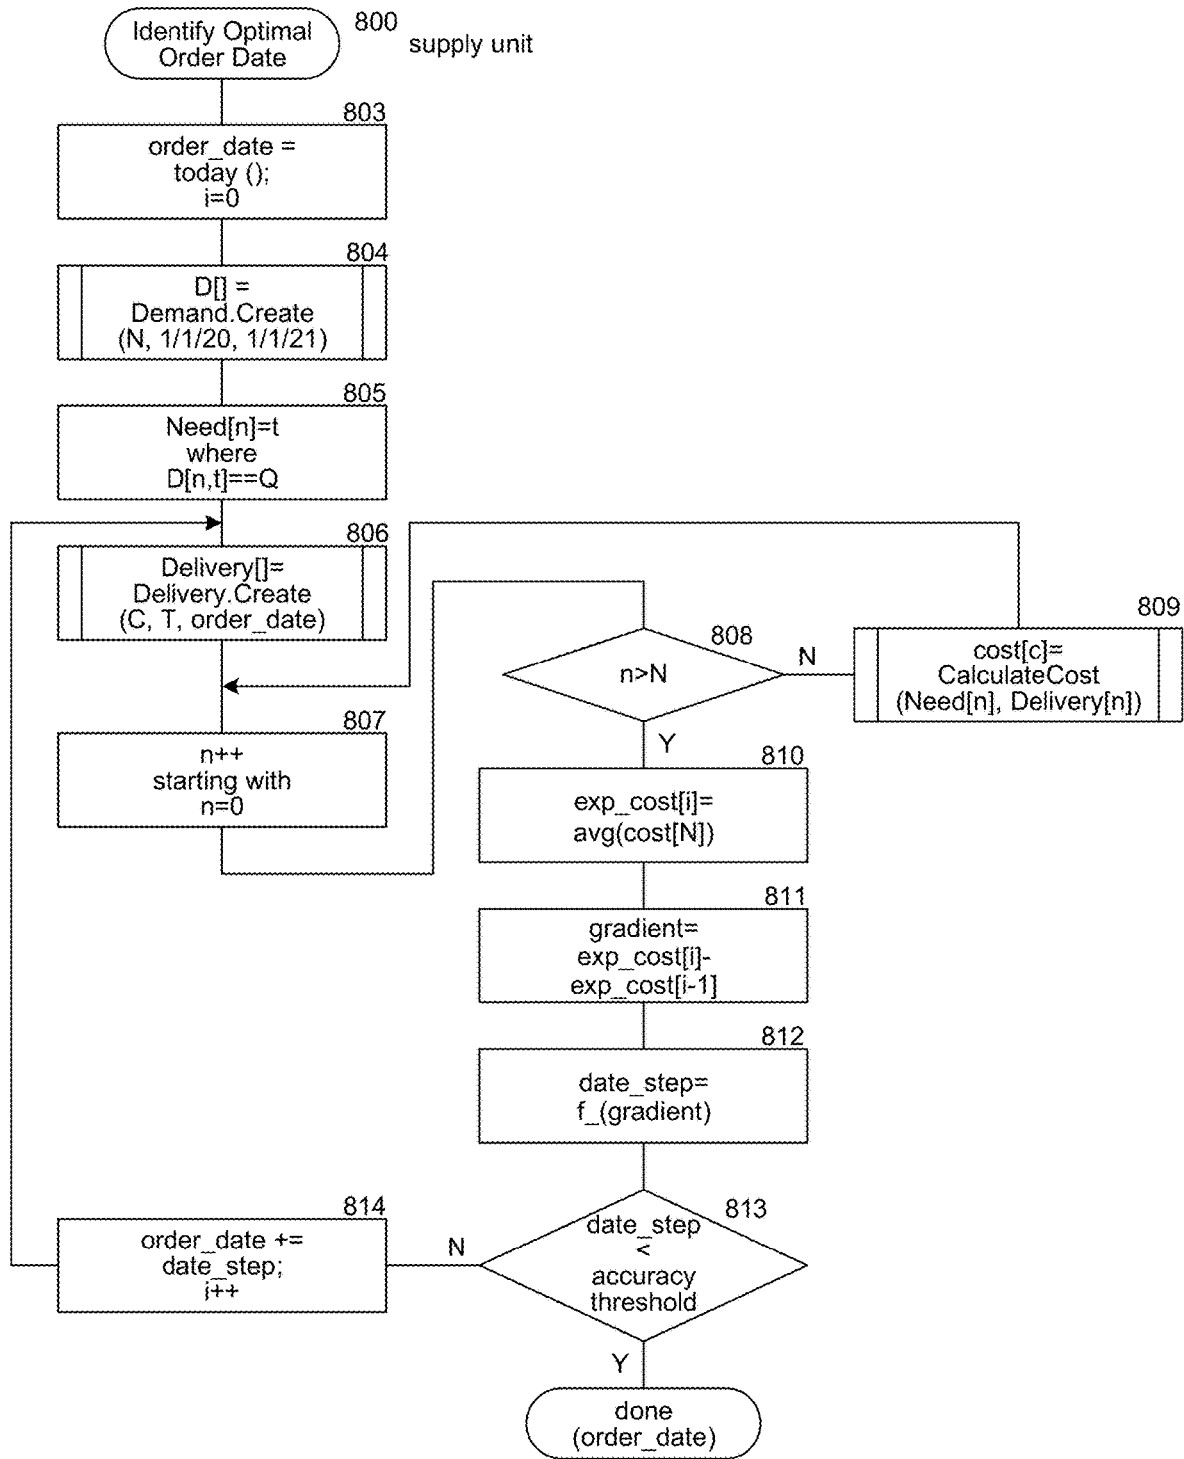 Identify Optimal
Order Date
800
supply unit
803
order_date =
today ();
i=0
804
D[] =
Demand.Create
(N, 1/1/20, 1/1/21)
805
Need[n]=t
where
D[n,t]==Q
806
Delivery[]=
Delivery.Create
(C, T, order_date)
807
n++
starting with
n=0
808
n>N
N
Y
809
cost[c]=
CalculateCost
(Need[n], Delivery[n])
810
exp_cost[i]=
avg(cost[N])
811
gradient=
exp_cost[i]-
exp_cost[i-1]
812
date_step=
f_(gradient)
813
date_step
<
accuracy
threshold
N
Y
814
order_date +=
date_step;
i++
done
(order_date)